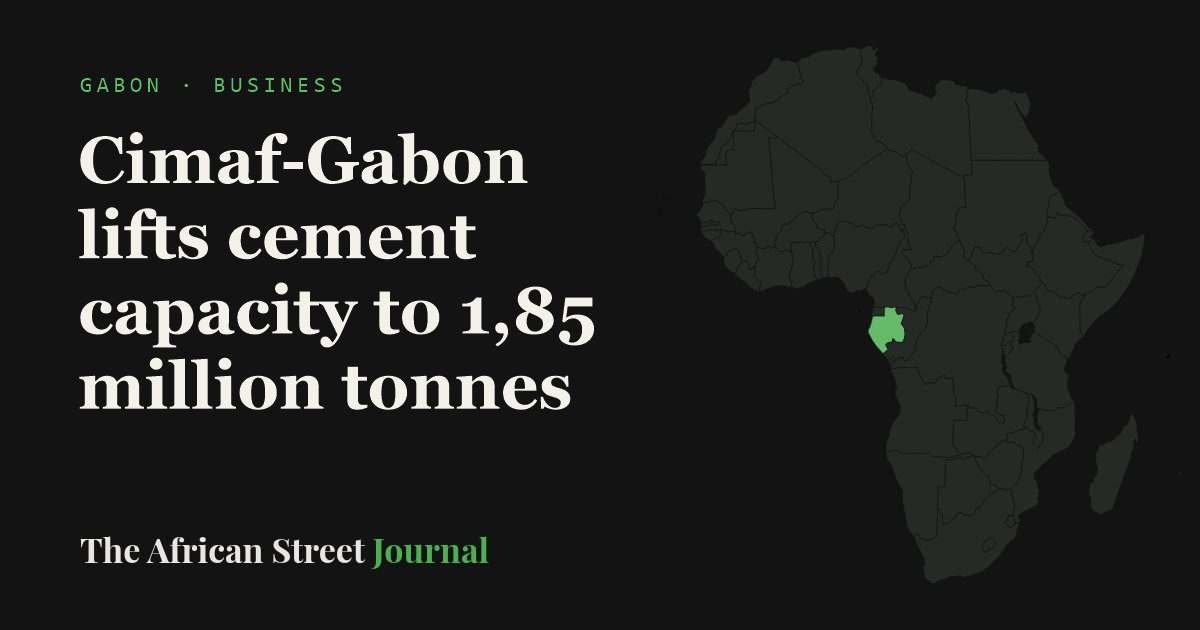 GABON · BUSINESS
Cimaf-Gabon
lifts cement
capacity to 1,85
million tonnes
The African Street Journal